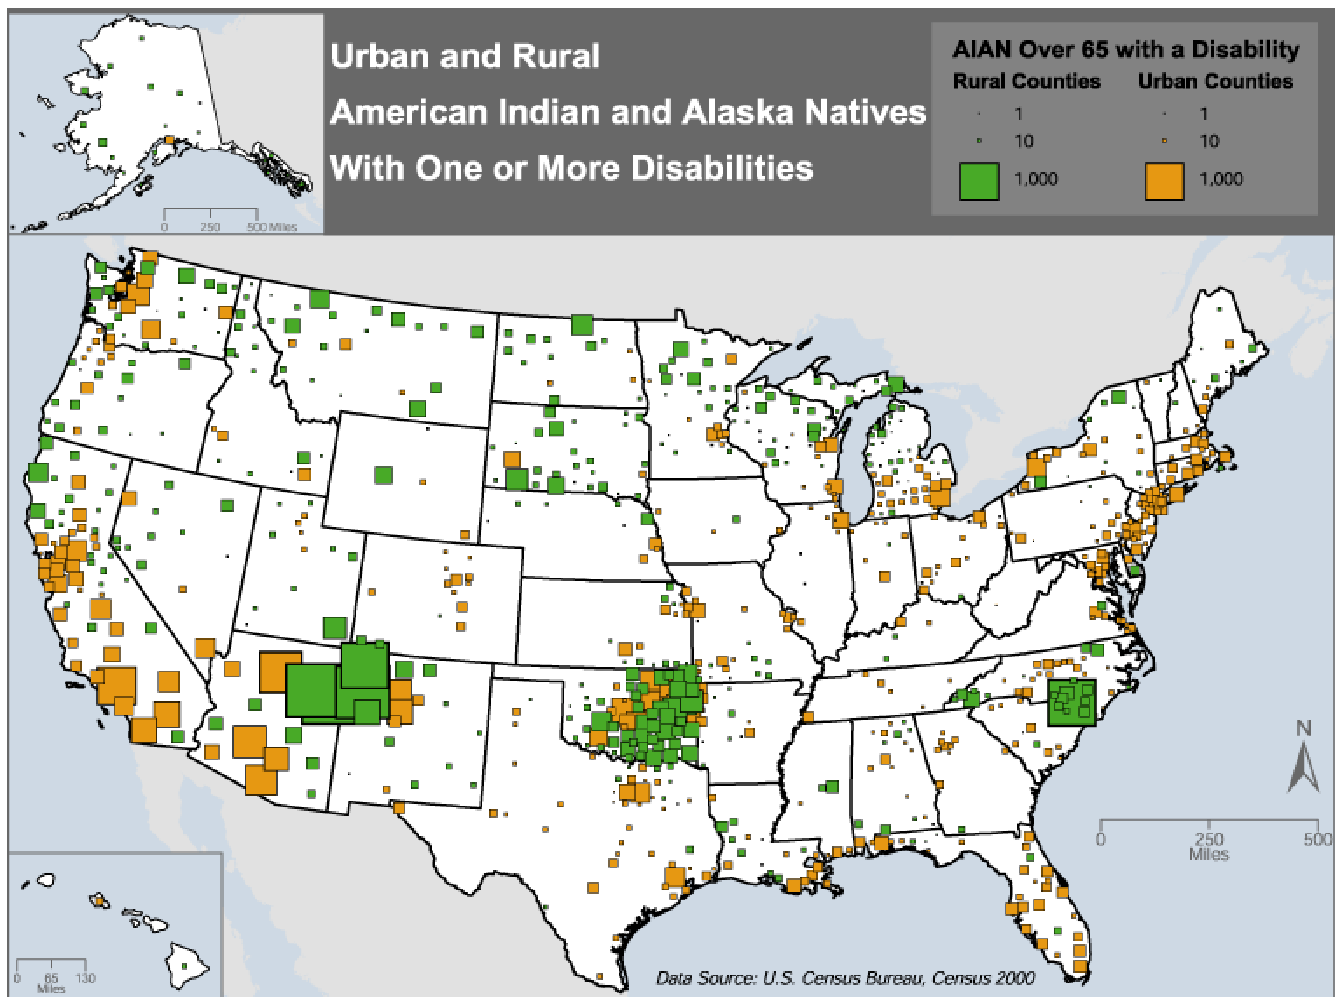 Urban and Rural
American Indian and Alaska Natives
With One or More Disabilities
AIAN Over 65 with a Disability
Rural Counties Urban Counties
1 1
10 10
1,000 1,000
0 250 500 Miles
N
0 250 500
Miles
0 65 130
Miles
Data Source: U.S. Census Bureau, Census 2000